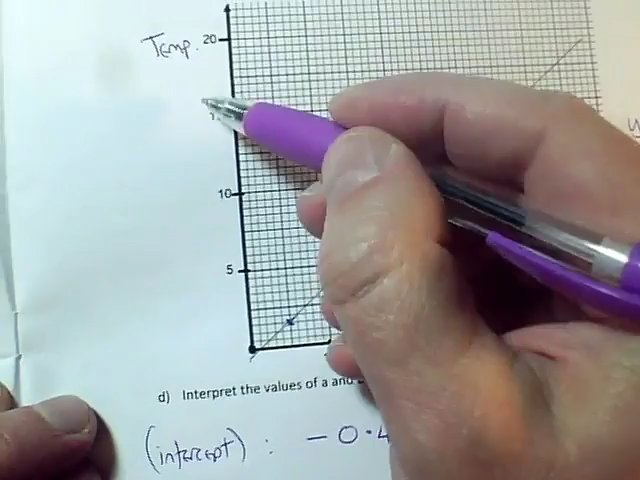 Temp. 20
10
5
d) Interpret the values of a and
(intercept) : - 0.4